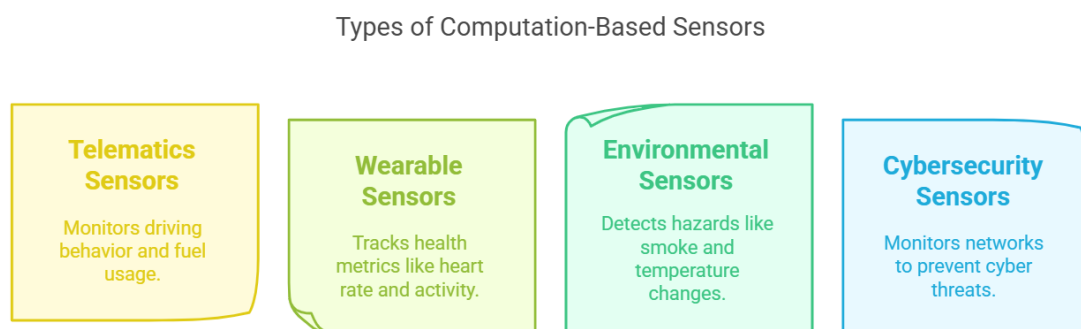 Types of Computation-Based Sensors
Telematics
Sensors
Monitors driving
behavior and fuel
usage.
Wearable
Sensors
Tracks health
metrics like heart
rate and activity.
Environmental
Sensors
Detects hazards like
smoke and
temperature
changes.
Cybersecurity
Sensors
Monitors networks
to prevent cyber
threats.